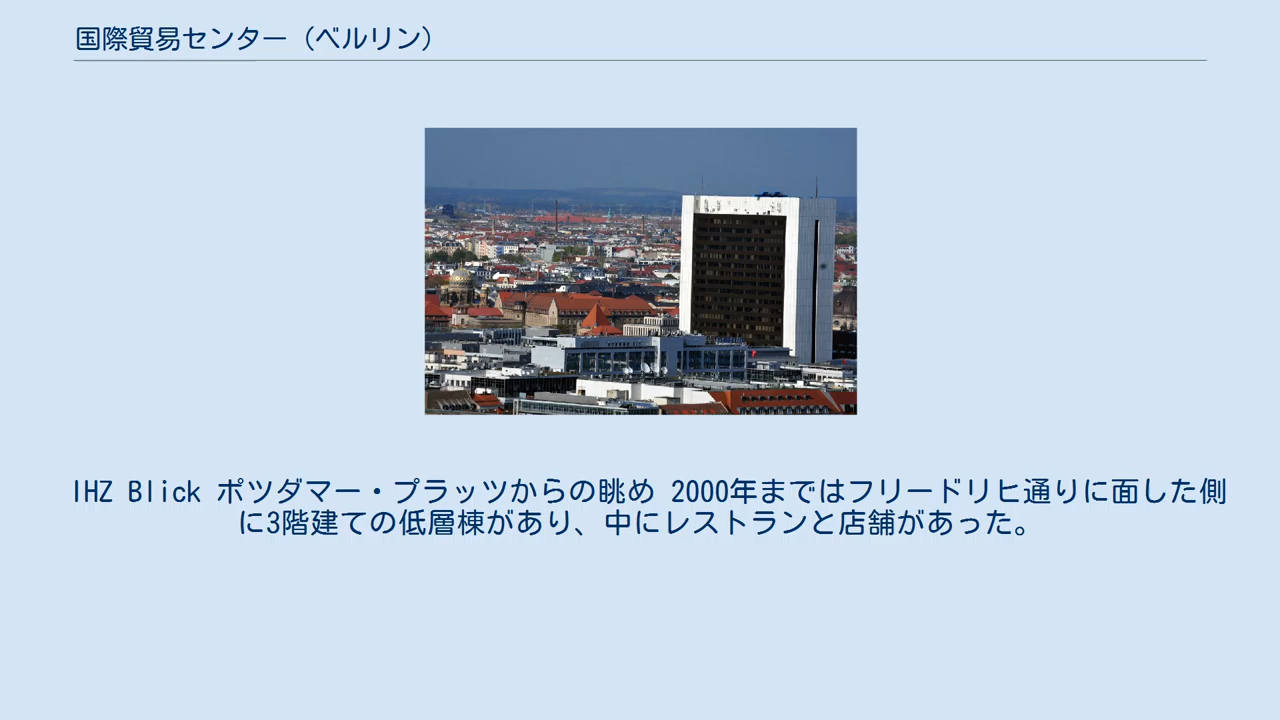 国際貿易センター（ベルリン）
IHZ Blick ポツダマー・プラッツからの眺め 2000年まではフリードリヒ通りに面した側
に3階建ての低層棟があり、中にレストランと店舗があった。